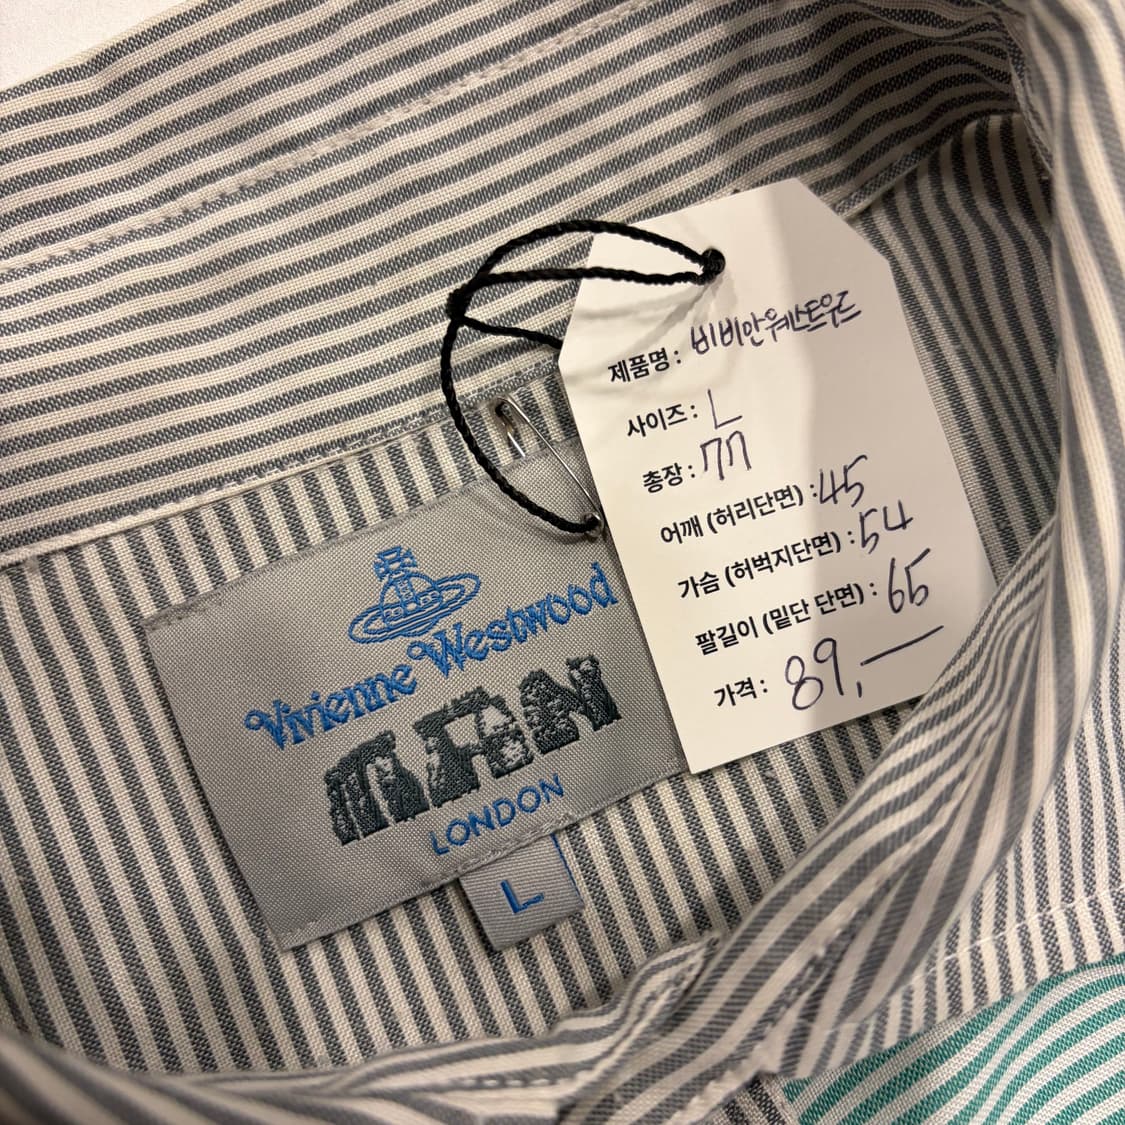 제품명 : 비비안웨스트우드
사이즈 : L
총장 : 77
어깨 (허리단면) : 45
가슴 (허벅지단면) : 54
팔길이 (밑단 단면) : 65
가격 : 89,—
Vivienne Westwood
MAN
LONDON
L